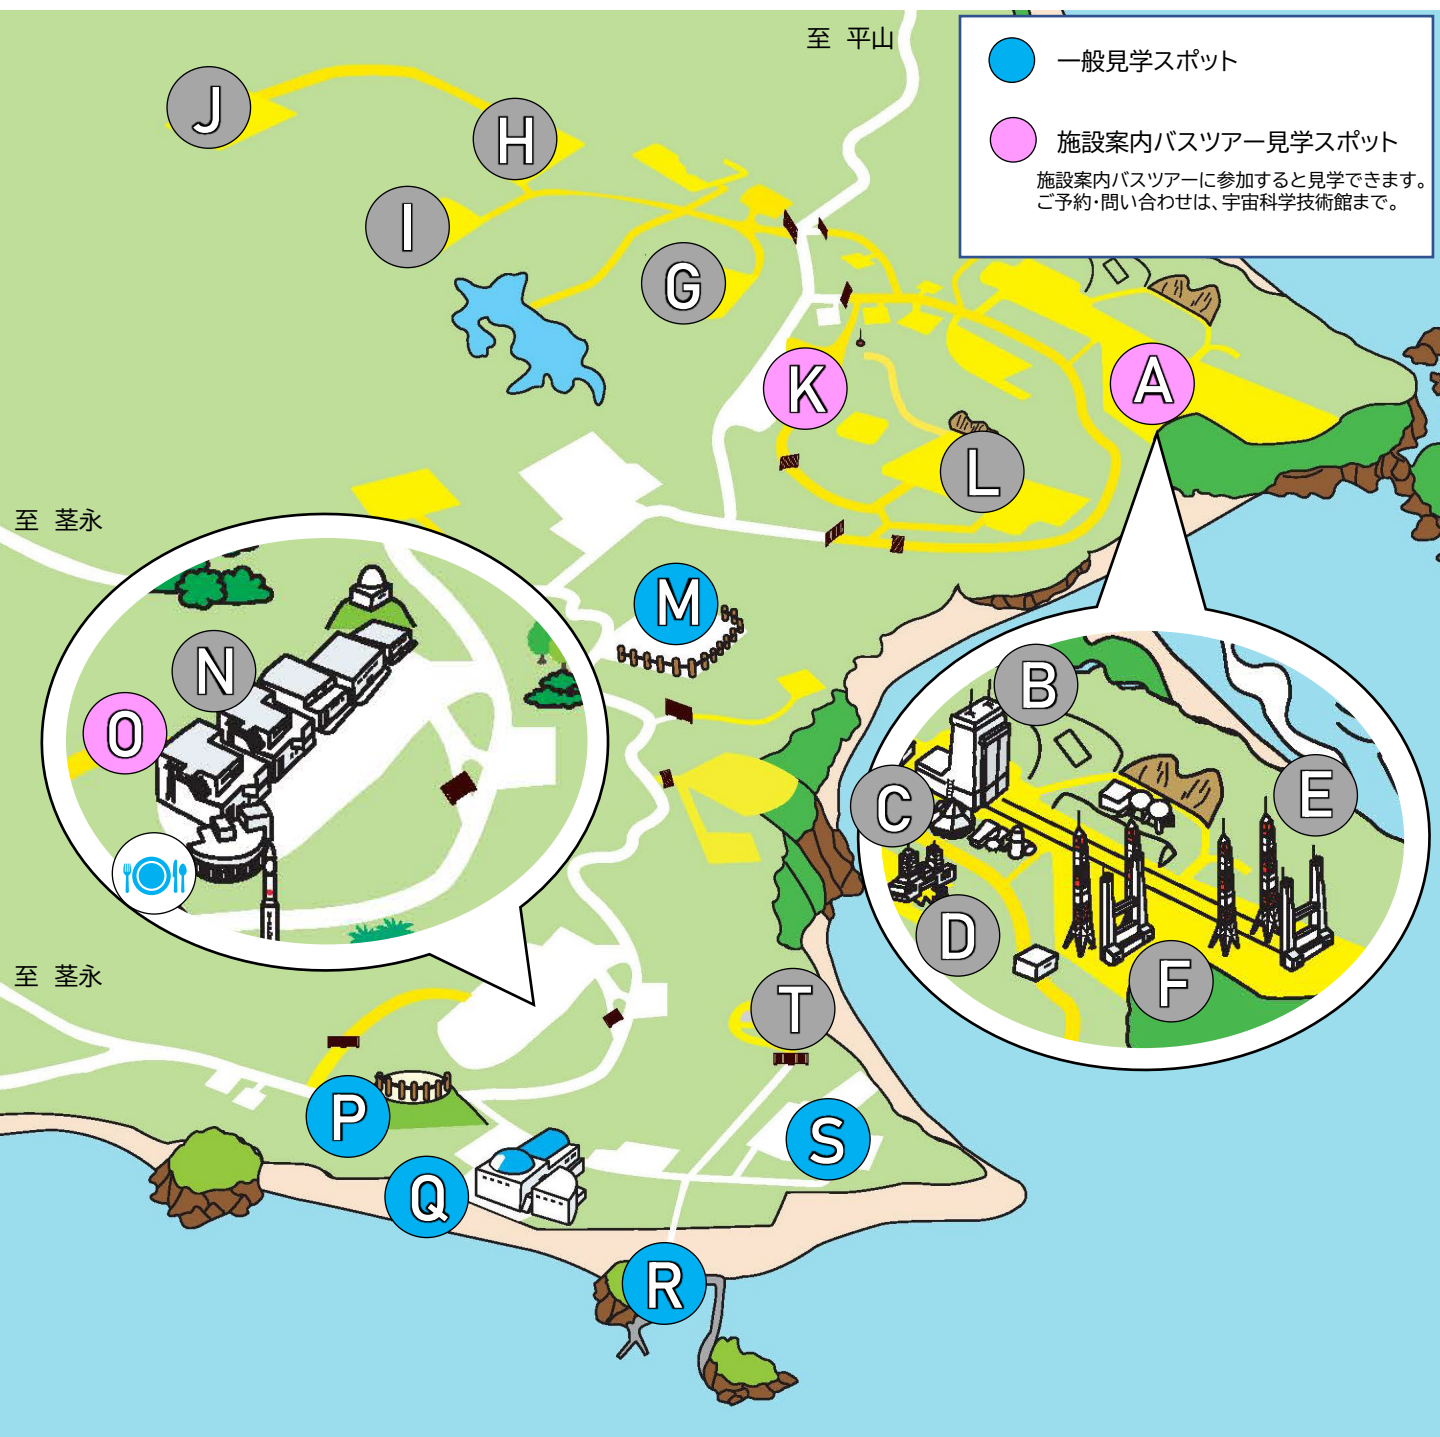 至 平山
一般見学スポット
施設案内バスツアー見学スポット
施設案内バスツアーに参加すると見学できます。
ご予約・問い合わせは、宇宙科学技術館まで。
J
H
I
G
K
A
L
至 茎永
M
N
O
B
C
E
D
F
至 茎永
T
P
S
Q
R